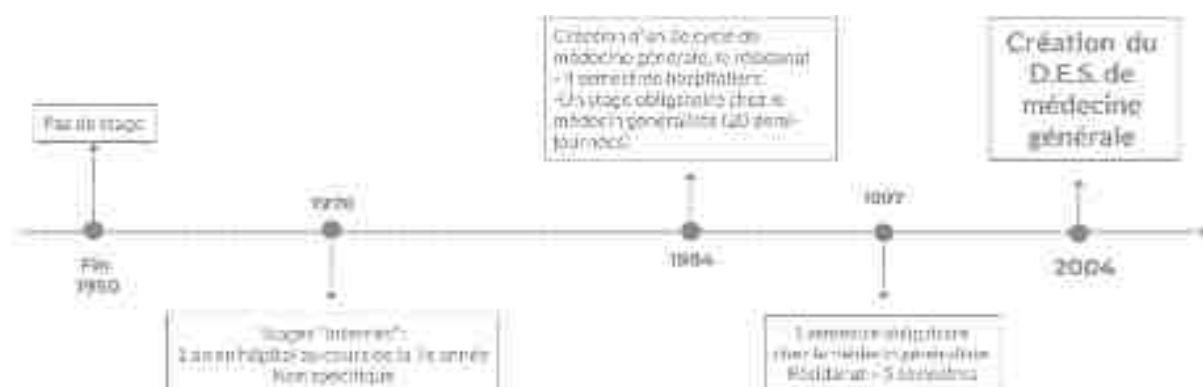 Pas de stage
Fin
1950
1970
Stages "internes":
1 an en hôpital au cours de la 7e année
Non spécifique
Création d'un 3e cycle de
médecine générale, le résidanat
- 4 semestres hospitaliers
-Un stage obligatoire chez le
médecin généraliste (20 demi-
journées)
1984
1997
1 semestre obligatoire
chez le médecin généraliste
Résidanat = 5 semestres
Création du
D.E.S. de
médecine
générale
2004